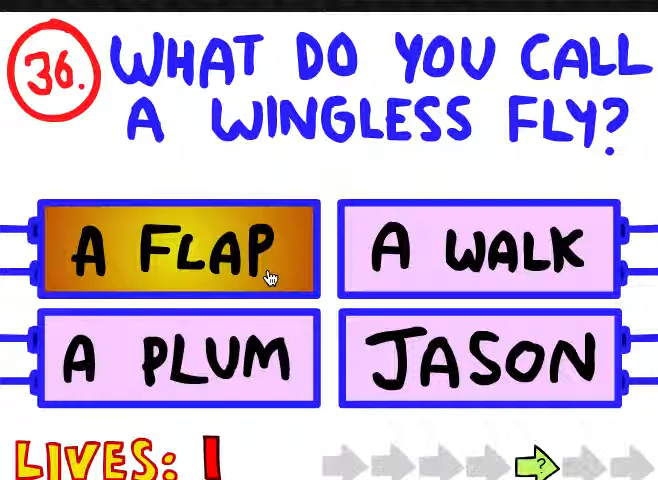 36. WHAT DO YOU CALL
A WINGLESS FLY?
A FLAP
A WALK
A PLUM
JASON
LIVES: 1
?